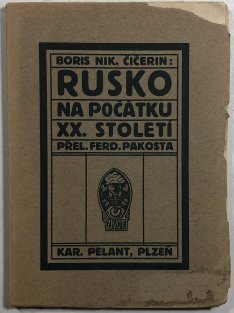 BORIS NIK. ČIČERIN:
RUSKO
NA POČÁTKU
XX. STOLETÍ
PŘEL. FERD. PAKOSTA
KAR. PELANT, PLZEŇ